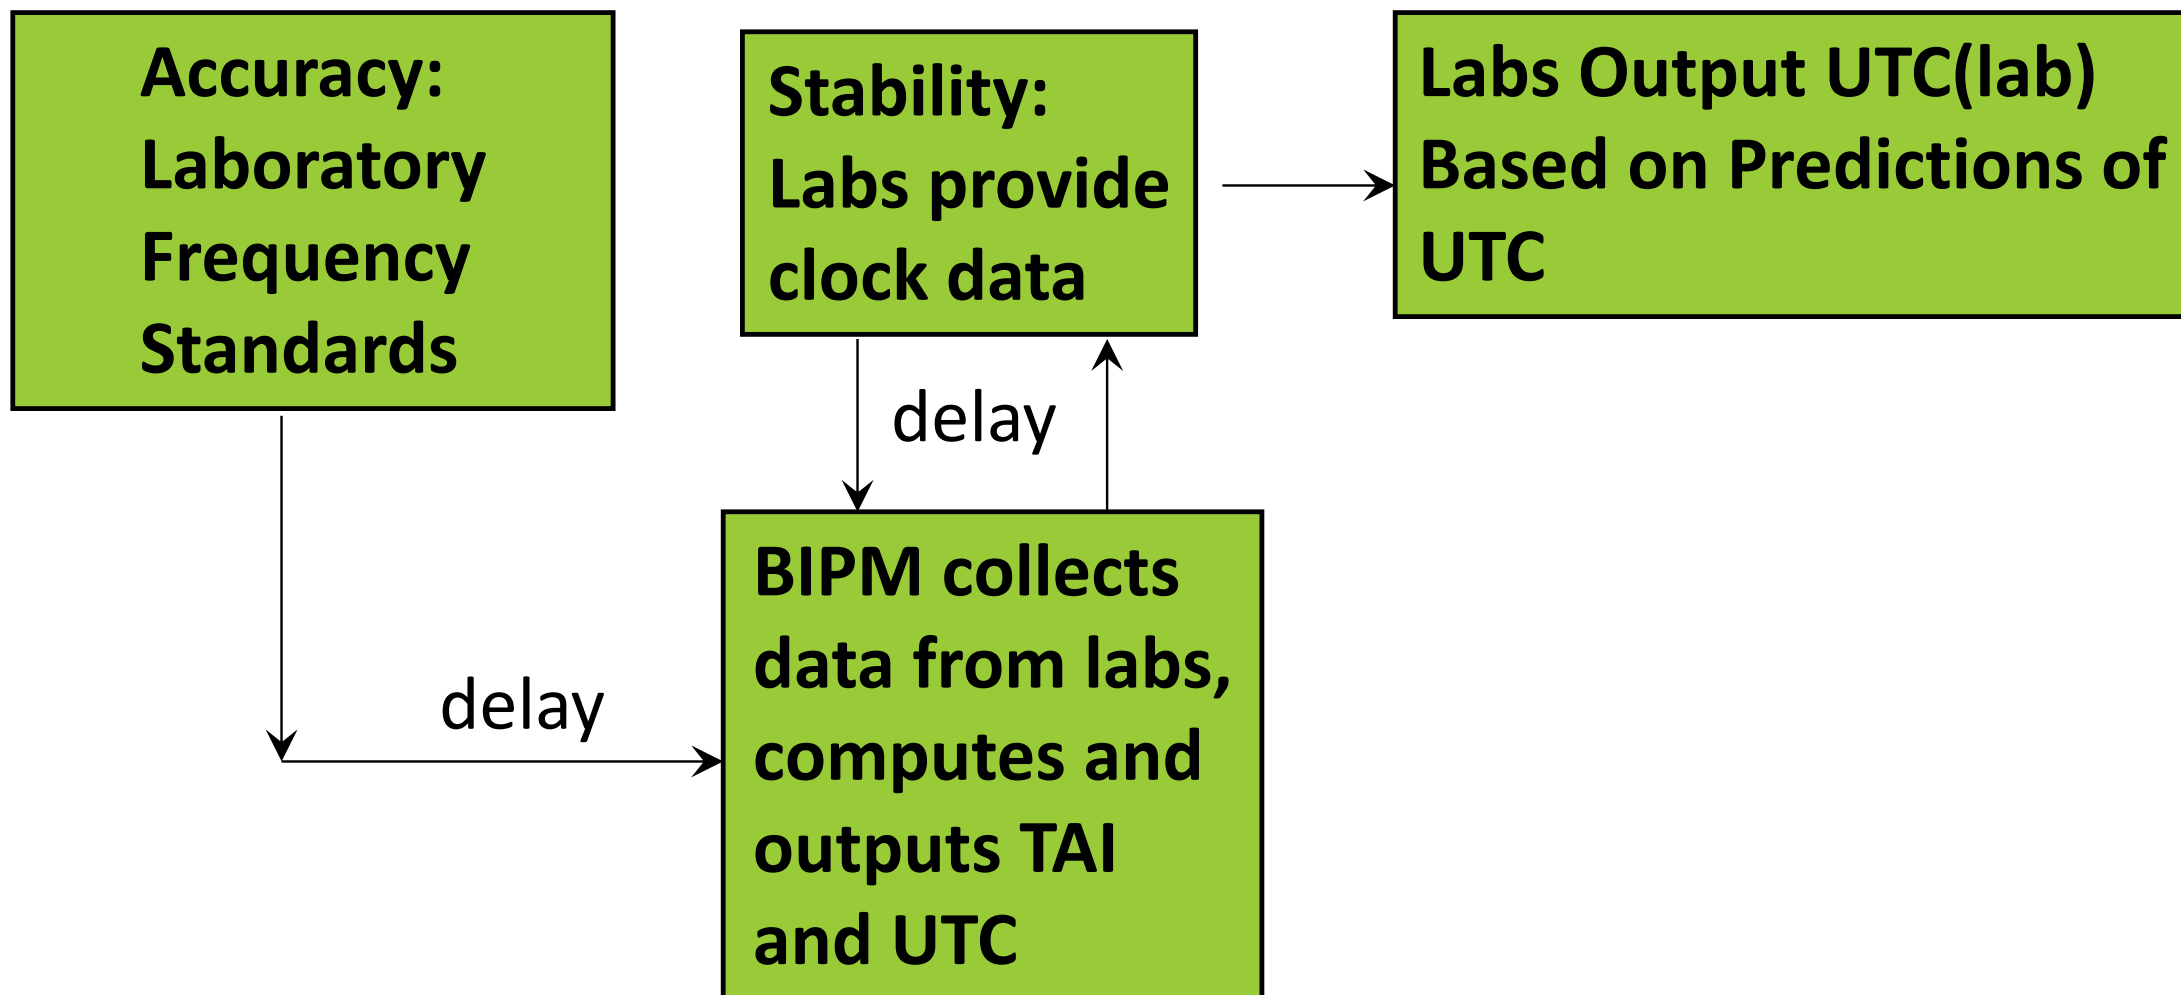 Accuracy:
Laboratory
Frequency
Standards
Stability:
Labs provide
clock data
Labs Output UTC(lab)
Based on Predictions of
UTC
delay
delay
BIPM collects
data from labs,
computes and
outputs TAI
and UTC